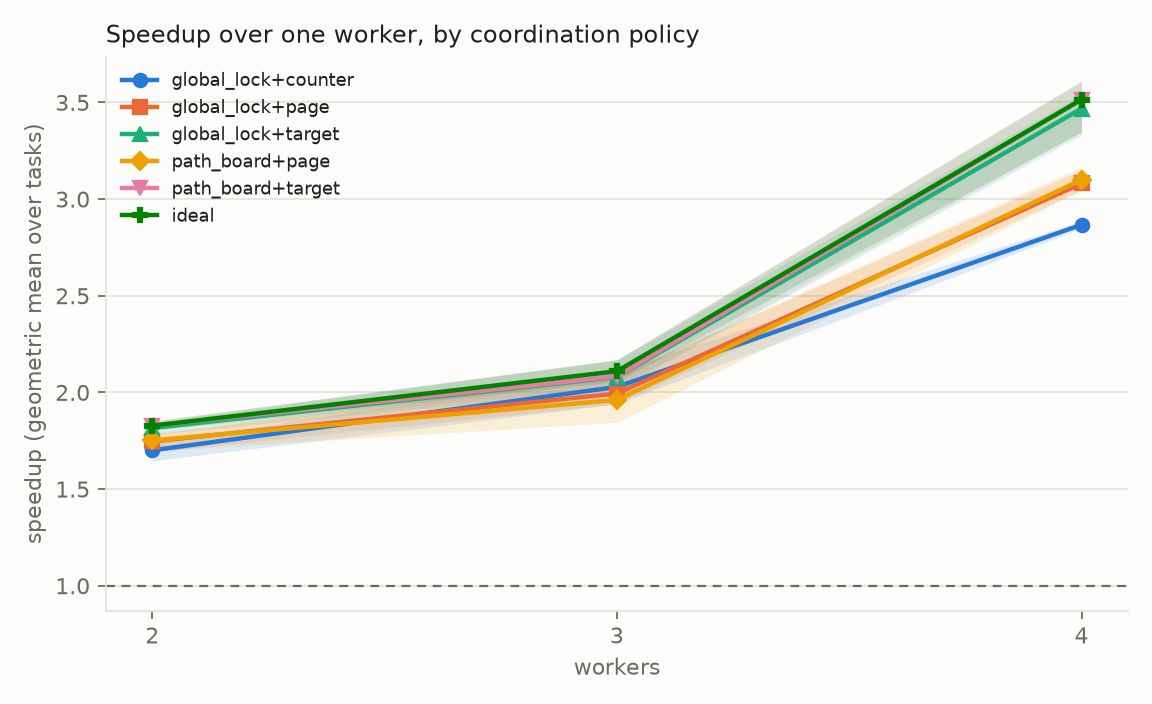 Speedup over one worker, by coordination policy
global_lock+counter
global_lock+page
global_lock+target
path_board+page
path_board+target
ideal
speedup (geometric mean over tasks)
3.5
3.0
2.5
2.0
1.5
1.0
2
3
4
workers